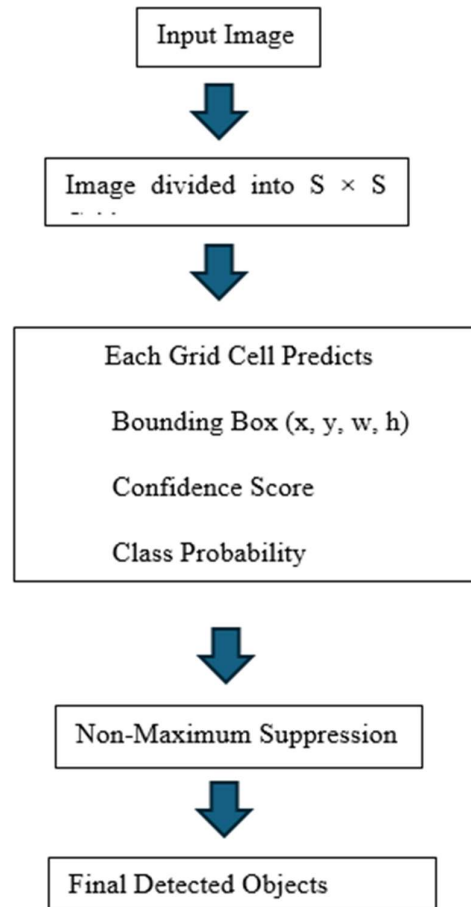 Input Image
Image divided into S × S
Each Grid Cell Predicts
Bounding Box (x, y, w, h)
Confidence Score
Class Probability
Non-Maximum Suppression
Final Detected Objects